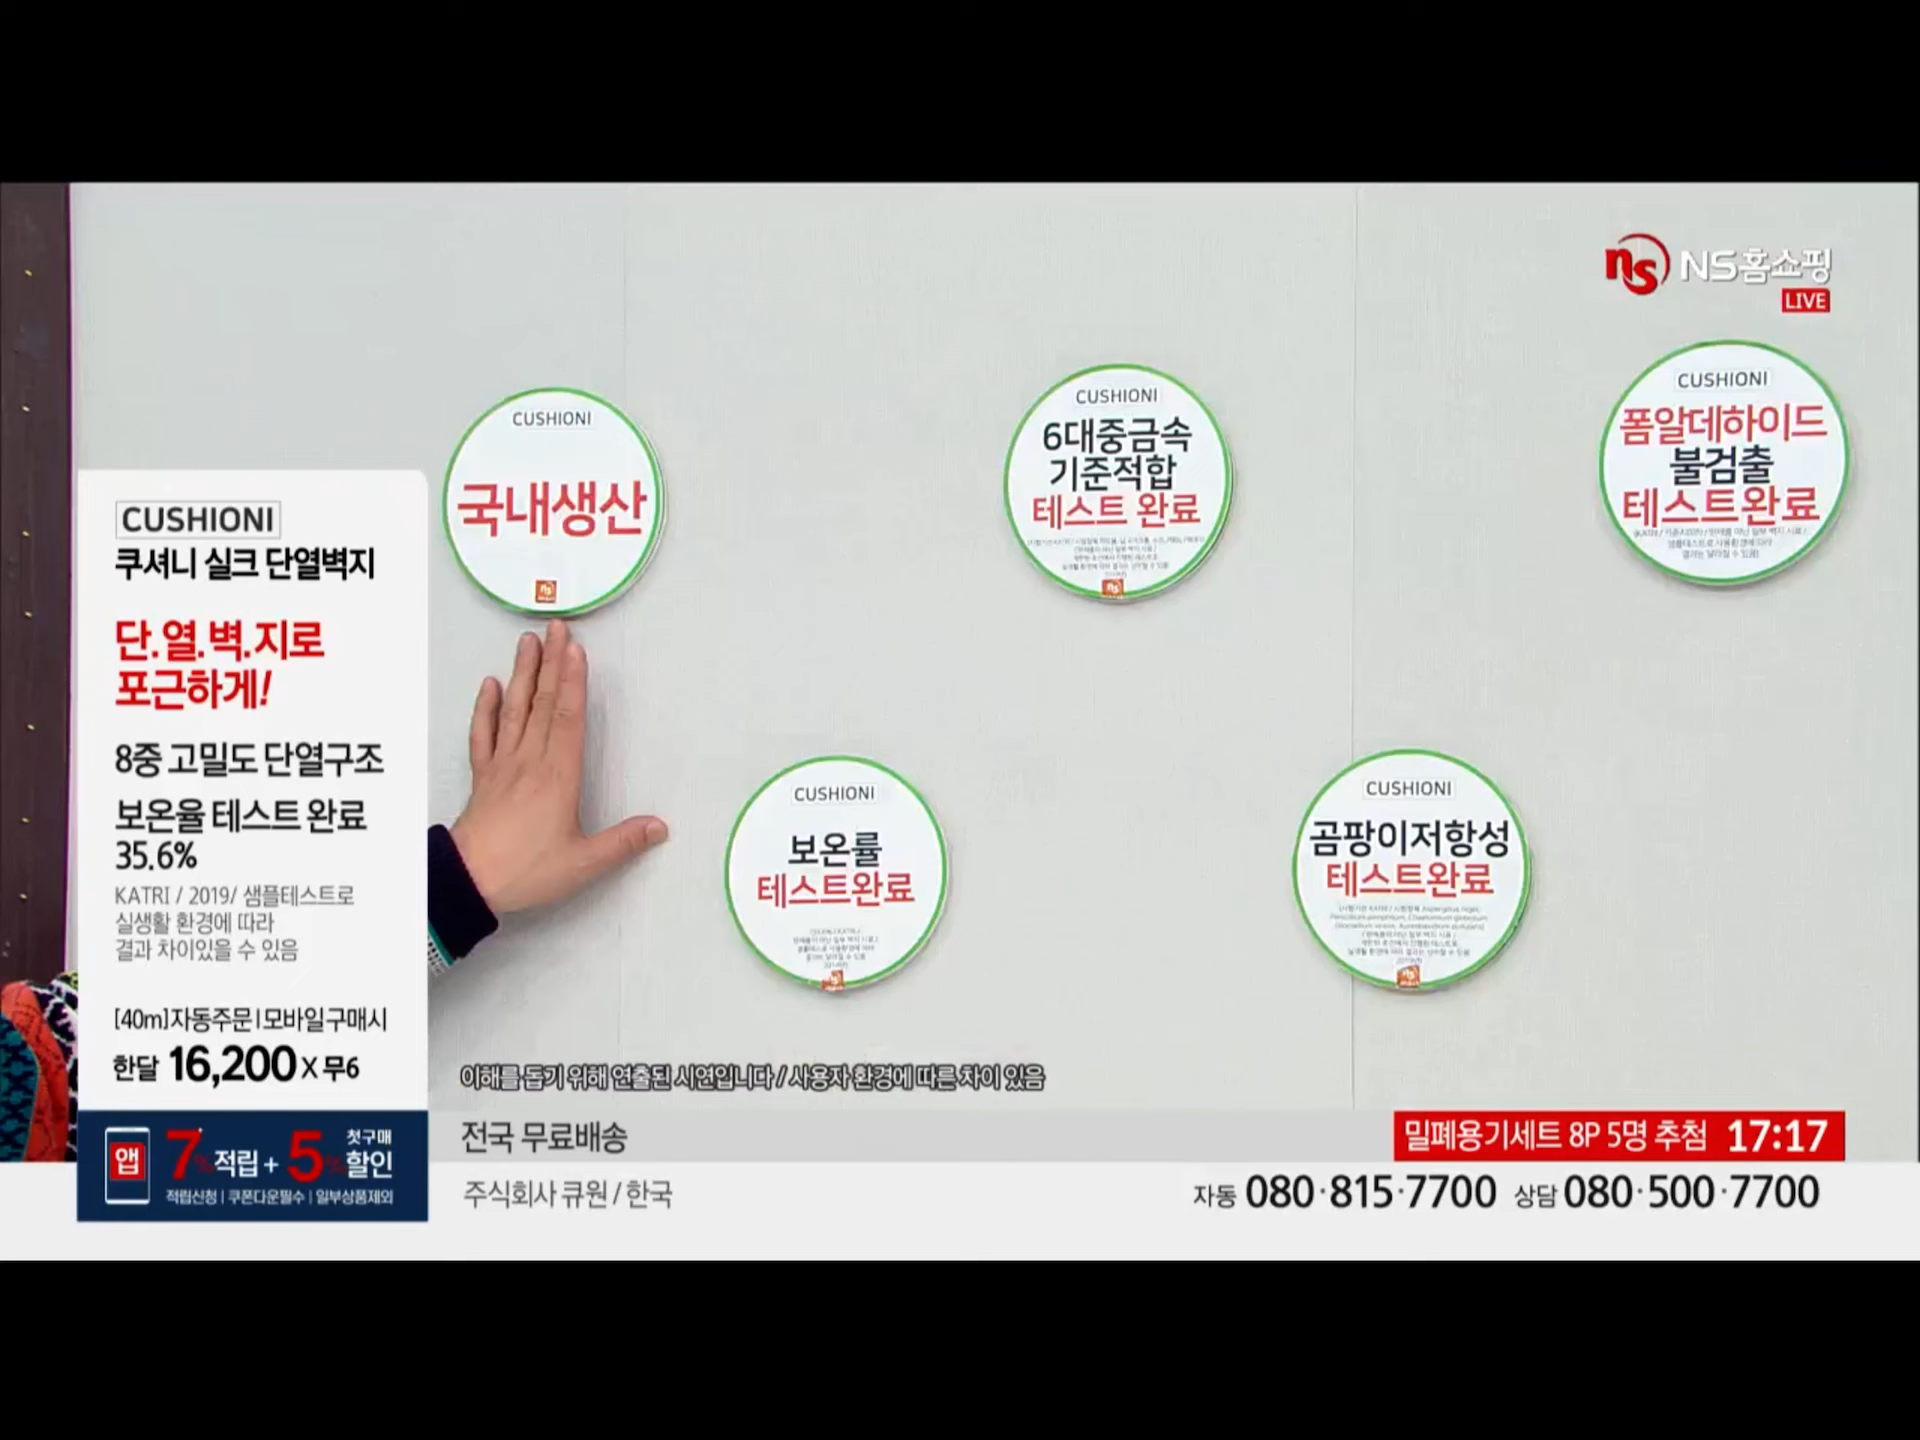 ns NS홈쇼핑
LIVE
CUSHIONI
국내생산
CUSHIONI
6대중금속
기준적합
테스트 완료
CUSHIONI
폼알데하이드
불검출
테스트완료
CUSHIONI
보온률
테스트완료
CUSHIONI
곰팡이저항성
테스트완료
CUSHIONI
쿠셔니 실크 단열벽지
단.열.벽.지로
포근하게!
8중 고밀도 단열구조
보온율 테스트 완료
35.6%
KATRI / 2019/ 샘플테스트로
실생활 환경에 따라
결과 차이있을 수 있음
[40m]자동주문|모바일구매시
한달 16,200 X 무6
앱 7% 적립 + 5% 첫구매 할인
적립신청 | 쿠폰다운필수 | 일부상품제외
이해를 돕기 위해 연출된 시연입니다 / 사용자 환경에 따른 차이 있음
전국 무료배송
밀폐용기세트 8P 5명 추첨 17:17
주식회사 큐원 / 한국
자동 080·815·7700 상담 080·500·7700